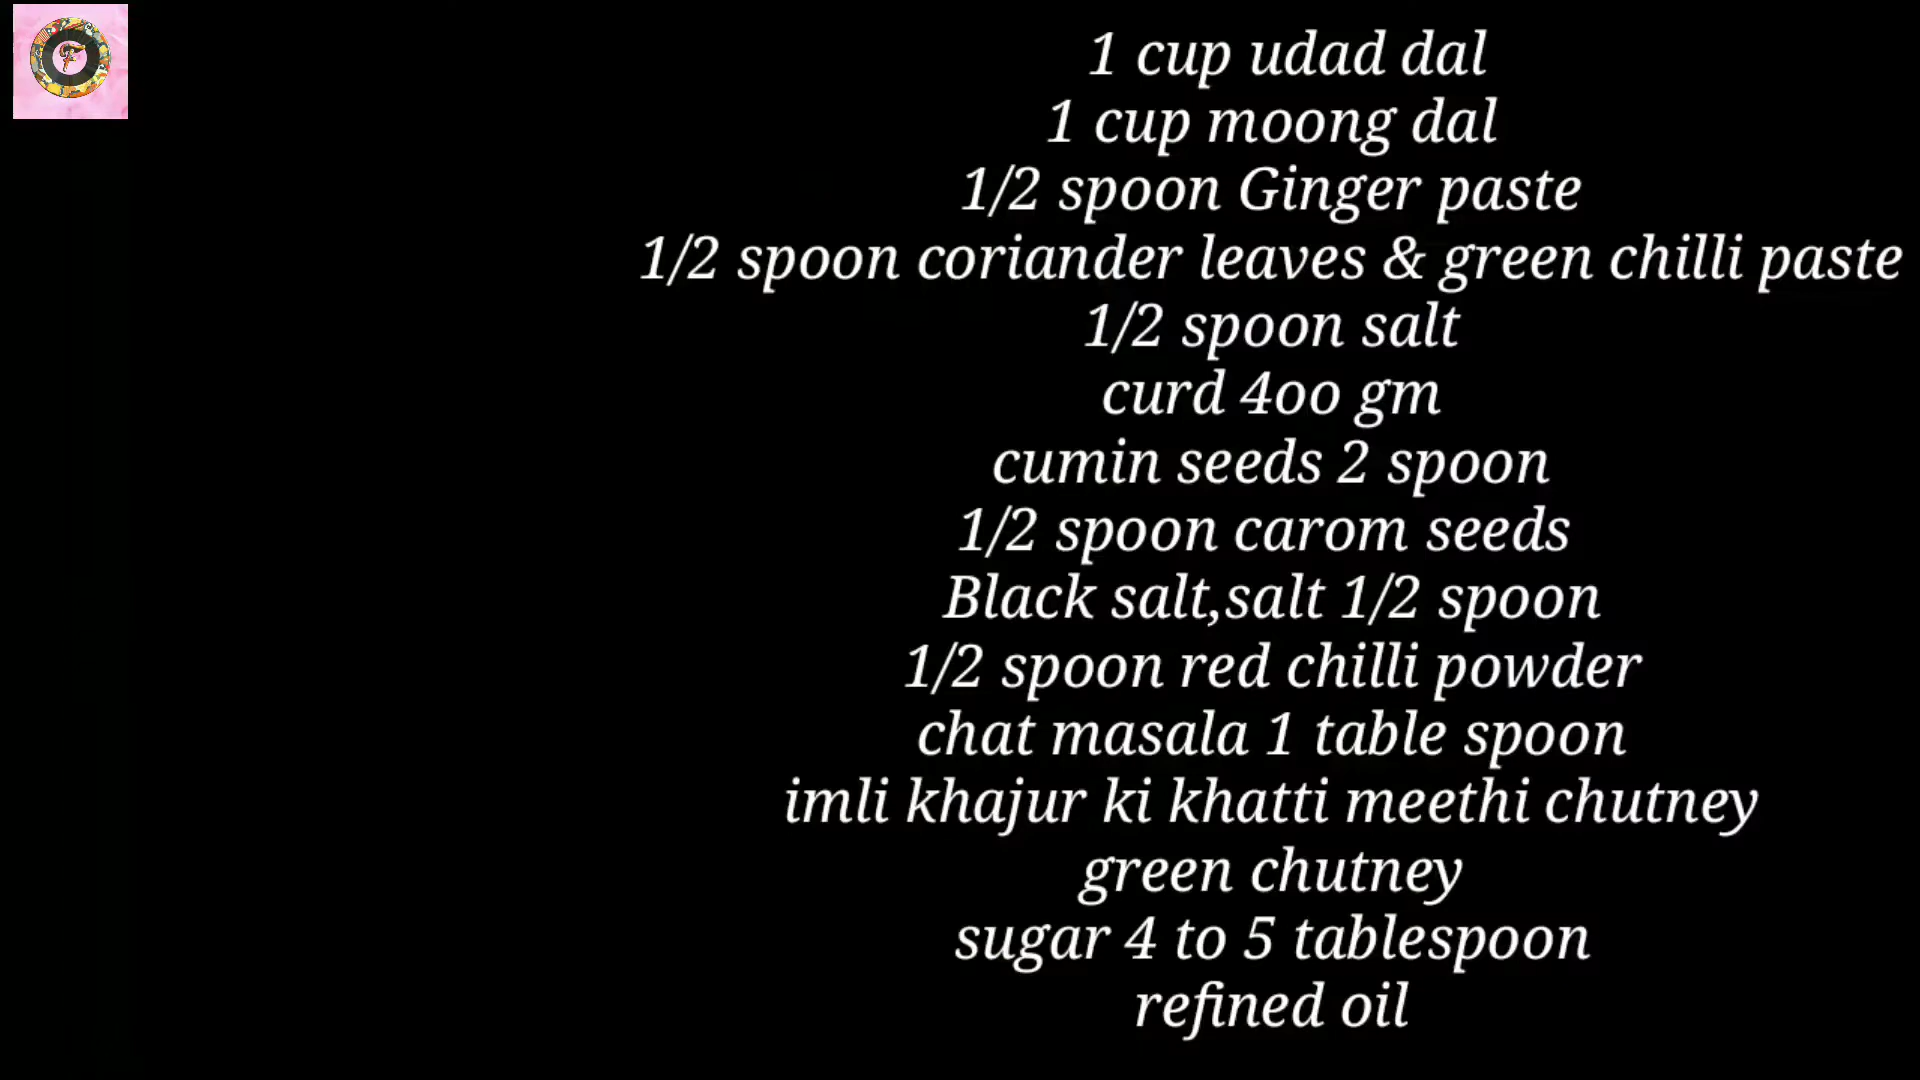 1 cup udad dal
1 cup moong dal
1/2 spoon Ginger paste
1/2 spoon coriander leaves & green chilli paste
1/2 spoon salt
curd 4oo gm
cumin seeds 2 spoon
1/2 spoon carom seeds
Black salt,salt 1/2 spoon
1/2 spoon red chilli powder
chat masala 1 table spoon
imli khajur ki khatti meethi chutney
green chutney
sugar 4 to 5 tablespoon
refined oil